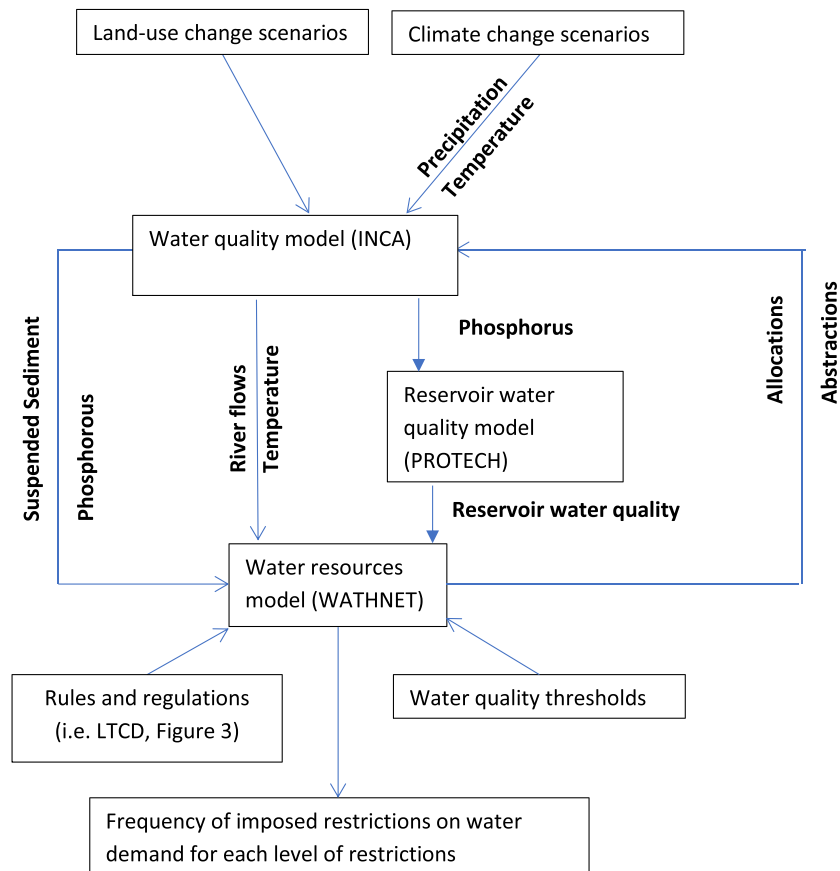 Land-use change scenarios
Climate change scenarios
Precipitation
Temperature
Water quality model (INCA)
Suspended Sediment
Phosphorous
River flows
Temperature
Phosphorus
Allocations
Abstractions
Reservoir water
quality model
(PROTECH)
Reservoir water quality
Water resources
model (WATHNET)
Rules and regulations
(i.e. LTCD, Figure 3)
Water quality thresholds
Frequency of imposed restrictions on water
demand for each level of restrictions